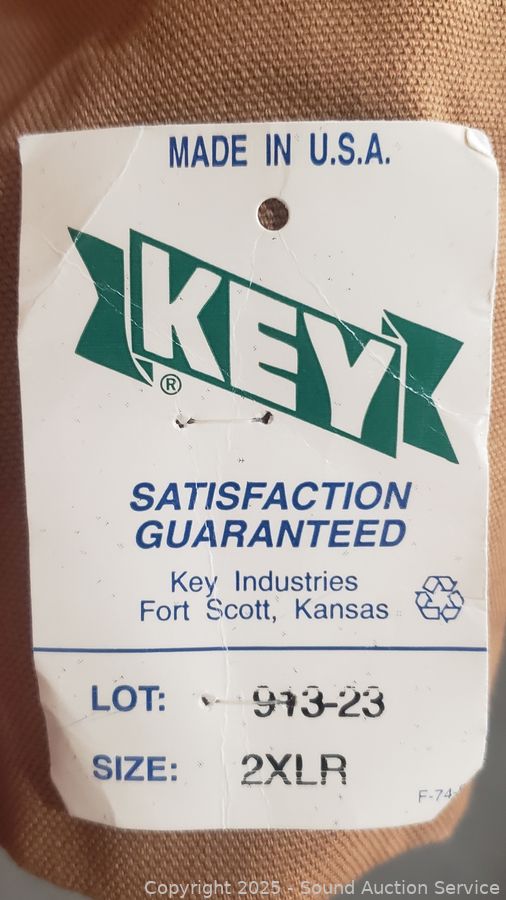 MADE IN U.S.A.
KEY
®
SATISFACTION
GUARANTEED
Key Industries
Fort Scott, Kansas
LOT: 913-23
SIZE: 2XLR
F-74-
Copyright 2025 - Sound Auction Service